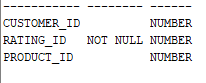 ----------- -------- ------
CUSTOMER_ID          NUMBER
RATING_ID   NOT NULL NUMBER
PRODUCT_ID           NUMBER